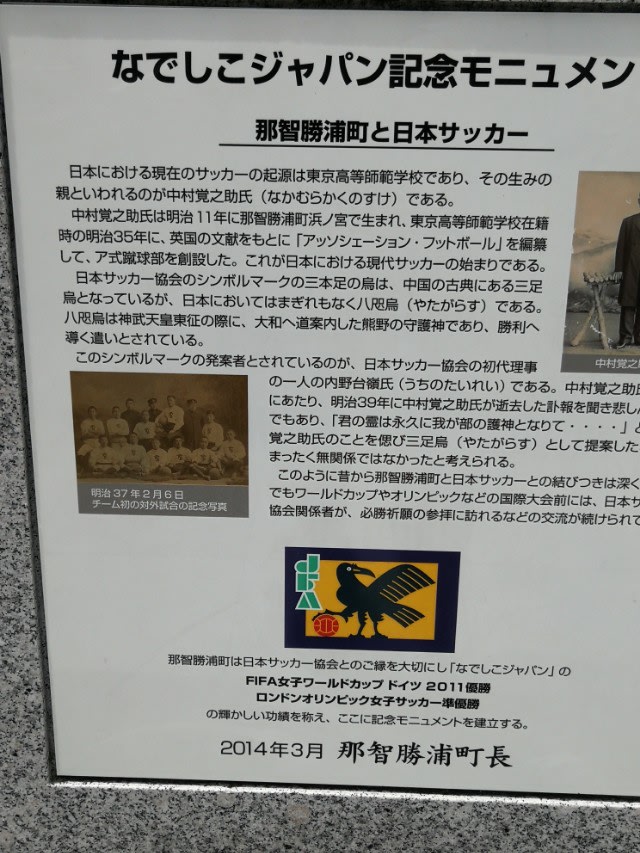 なでしこジャパン記念モニュメン
那智勝浦町と日本サッカー
日本における現在のサッカーの起源は東京高等師範学校であり、その生みの
親といわれるのが中村覚之助氏（なかむらかくのすけ）である。
中村覚之助氏は明治11年に那智勝浦町浜ノ宮で生まれ、東京高等師範学校在籍
時の明治35年に、英国の文献をもとに「アッソシェーション・フットボール」を編纂
して、ア式蹴球部を創設した。これが日本における現代サッカーの始まりである。
日本サッカー協会のシンボルマークの三本足の烏は、中国の古典にある三足
烏となっているが、日本においてはまぎれもなく八咫烏（やたがらす）である。
八咫烏は神武天皇東征の際に、大和へ道案内した熊野の守護神であり、勝利へ
導く遣いとされている。
このシンボルマークの発案者とされているのが、日本サッカー協会の初代理事
の一人の内野台嶺氏（うちのたいれい）である。中村覚之助
にあたり、明治39年に中村覚之助氏が逝去した訃報を聞き悲し
でもあり、「君の霊は永久に我が部の護神となりて・・・・」と
覚之助氏のことを偲び三足烏（やたがらす）として提案した
まったく無関係ではなかったと考えられる。
このように昔から那智勝浦町と日本サッカーとの結びつきは深く
でもワールドカップやオリンピックなどの国際大会前には、日本サ
協会関係者が、必勝祈願の参拝に訪れるなどの交流が続けられて
中村覚之
明治37年2月6日
チーム初の対外試合の記念写真
JFA
那智勝浦町は日本サッカー協会とのご縁を大切にし「なでしこジャパン」の
FIFA女子ワールドカップ ドイツ 2011優勝
ロンドンオリンピック女子サッカー準優勝
の輝かしい功績を称え、ここに記念モニュメントを建立する。
2014年3月 那智勝浦町長